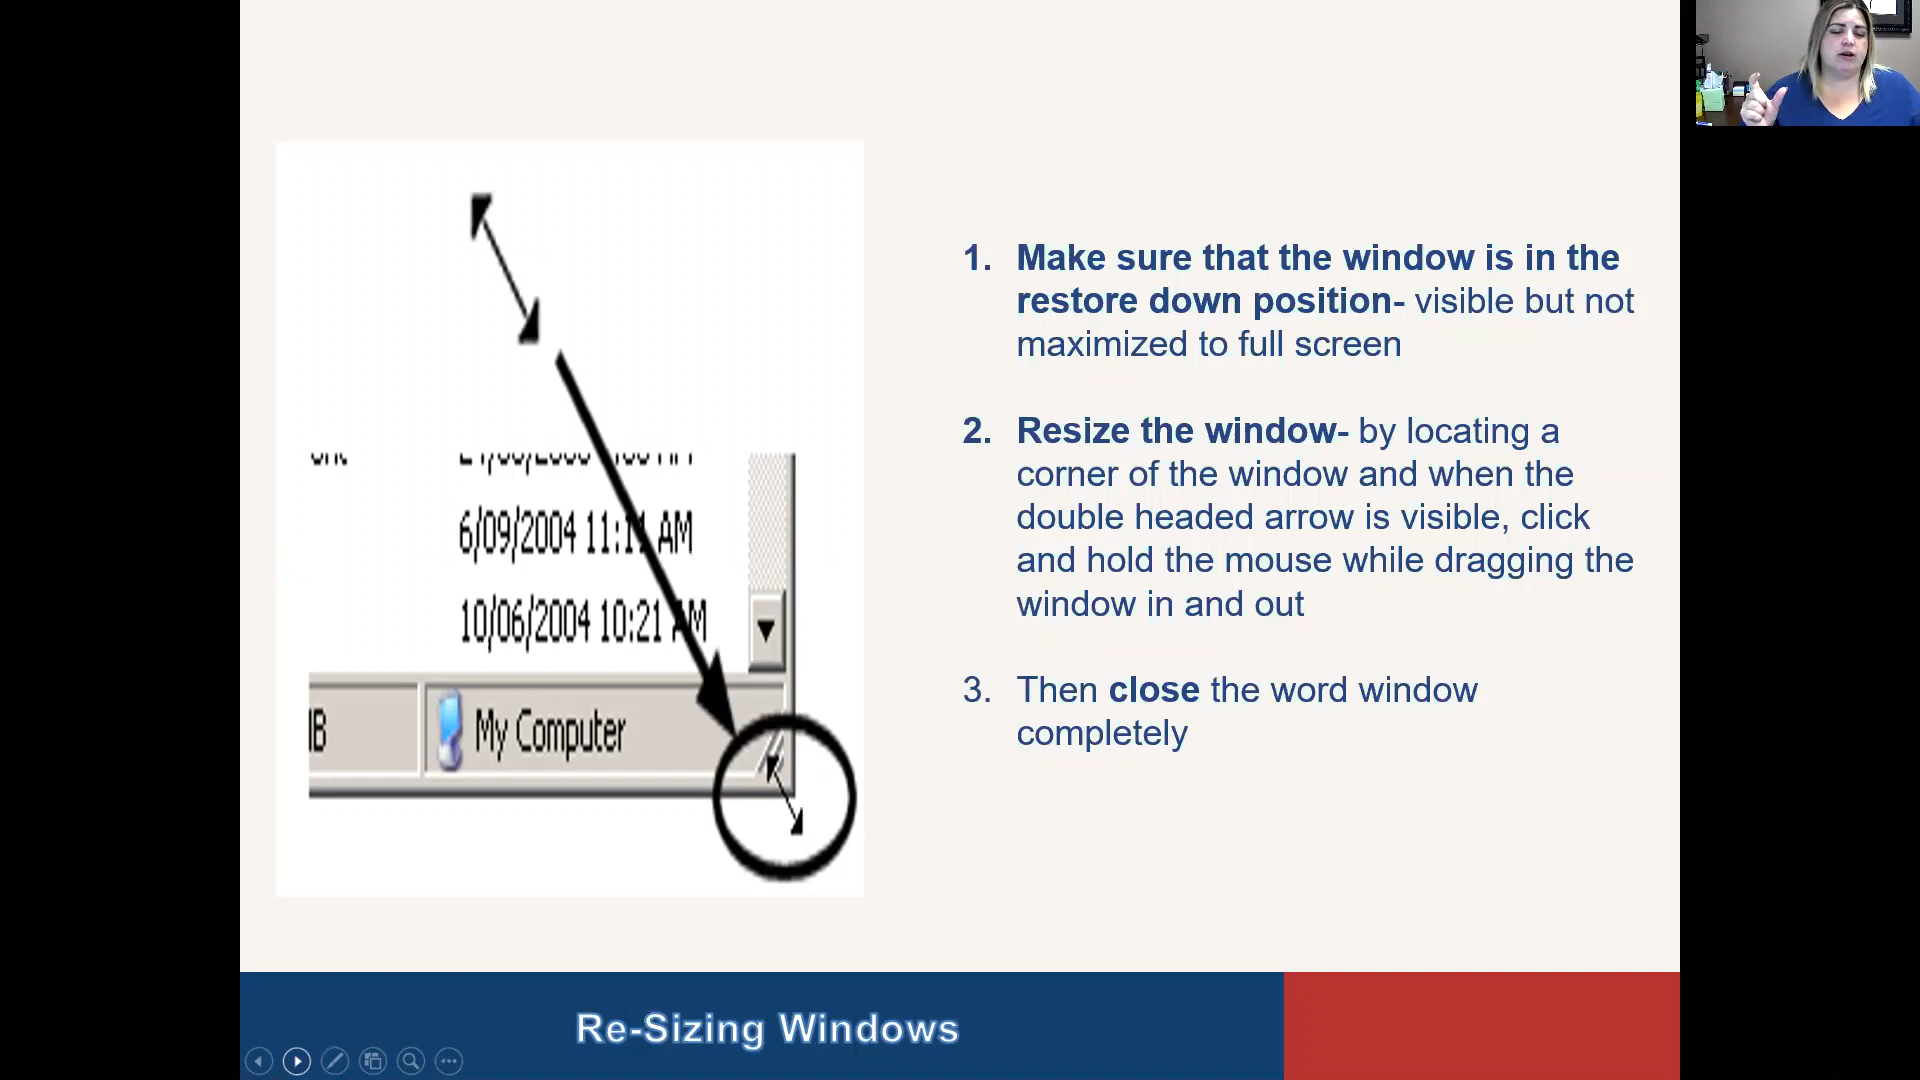 6/09/2004 11:11 AM
10/06/2004 10:21 AM
My Computer
1. Make sure that the window is in the
restore down position- visible but not
maximized to full screen
2. Resize the window- by locating a
corner of the window and when the
double headed arrow is visible, click
and hold the mouse while dragging the
window in and out
3. Then close the word window
completely
Re-Sizing Windows